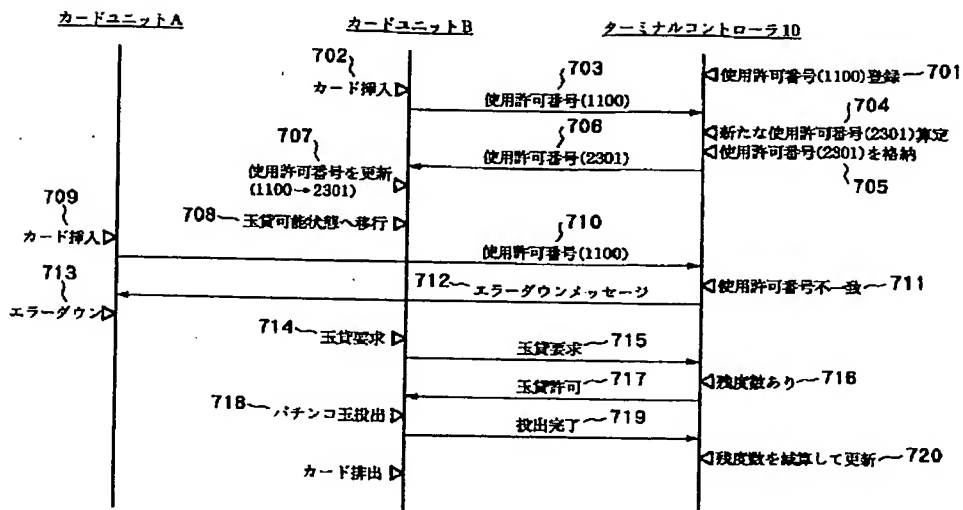 カードユニットA カードユニットB ターミナルコントローラ10
702 703 使用許可番号(1100)登録 701
カード挿入
使用許可番号(1100) 704
707 706 新たな使用許可番号(2301)算定
使用許可番号(2301) 使用許可番号(2301)を格納
使用許可番号を更新 705
709 (1100→2301)
708 玉貸可能状態へ移行 710
カード挿入
使用許可番号(1100)
713 712 エラーダウンメッセージ 使用許可番号不一致 711
エラーダウン
714 玉貸要求 715
玉貸要求
玉貸許可 717 残度数あり 716
718 パチンコ玉投出
投出完了 719
カード排出 残度数を減算して更新 720